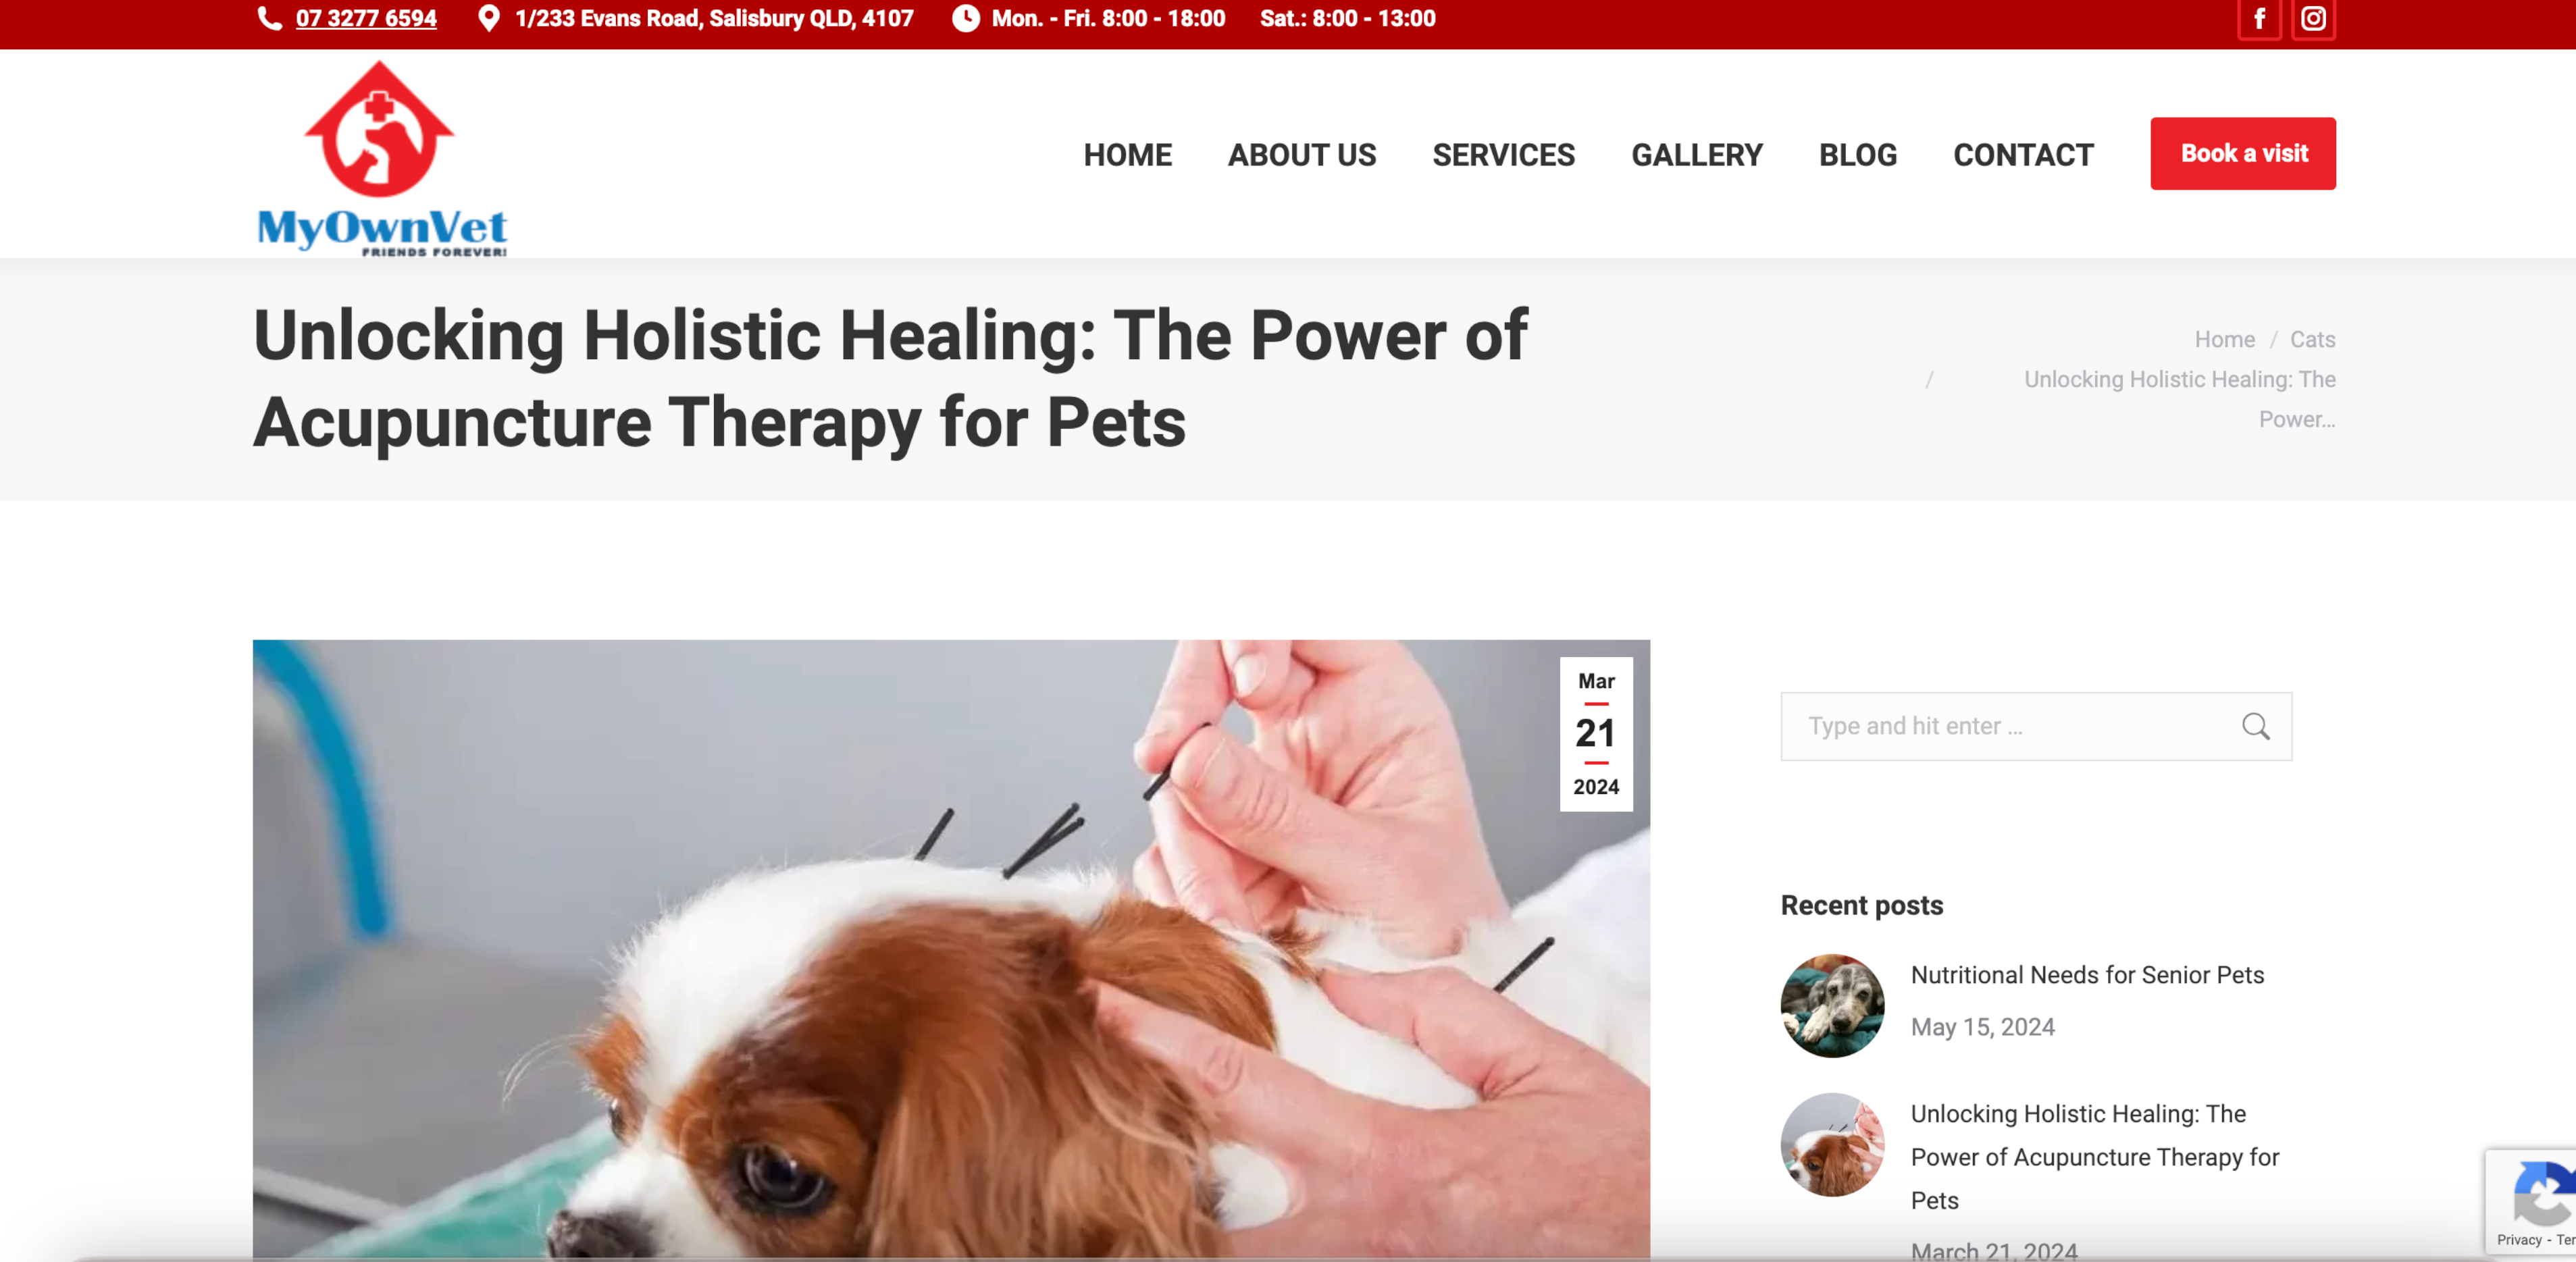 07 3277 6594 1/233 Evans Road, Salisbury QLD, 4107 Mon. - Fri. 8:00 - 18:00 Sat.: 8:00 - 13:00
MyOwnVet
FRIENDS FOREVER!
HOME ABOUT US SERVICES GALLERY BLOG CONTACT Book a visit
Unlocking Holistic Healing: The Power of
Acupuncture Therapy for Pets
Home / Cats
/ Unlocking Holistic Healing: The
Power...
Mar
21
2024
Type and hit enter ...
Recent posts
Nutritional Needs for Senior Pets
May 15, 2024
Unlocking Holistic Healing: The
Power of Acupuncture Therapy for
Pets
March 21, 2024
Privacy - Ter